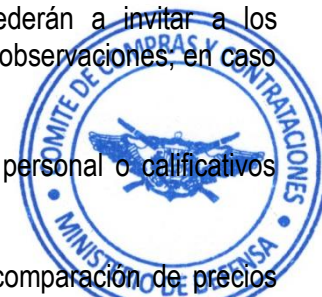 ederán a invitar a los
observaciones; en caso
personal o calificativos
comparación de precios
COMITE DE COMPRAS Y CONTRATACIONES
MINISTERIO DE DEFENSA